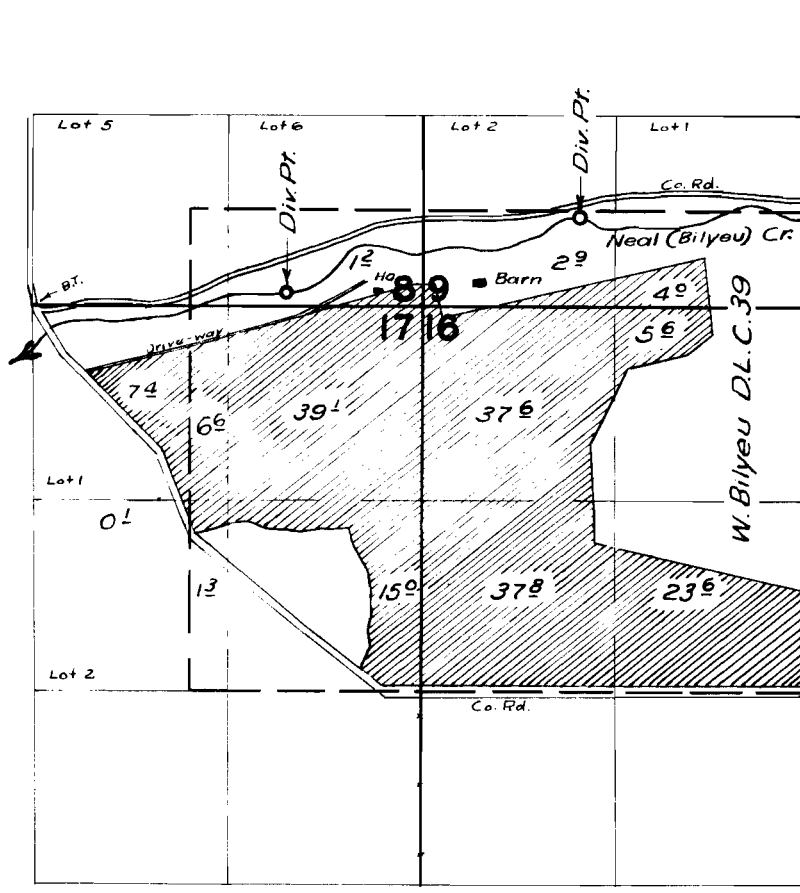 Lot 5
Lot 6
Lot 2
Lot 1
Div. Pt.
Div. Pt.
Co. Rd.
Neal (Bilyeu) Cr.
B.T.
1 2
2 9
Ho
8 9
Barn
4 0
17 16
5 6
Drive-way
W. Bilyeu D.L.C. 39
7 4
6 6
39 1
37 6
Lot 1
0 1
1 3
15 0
37 8
23 6
Lot 2
Co. Rd.